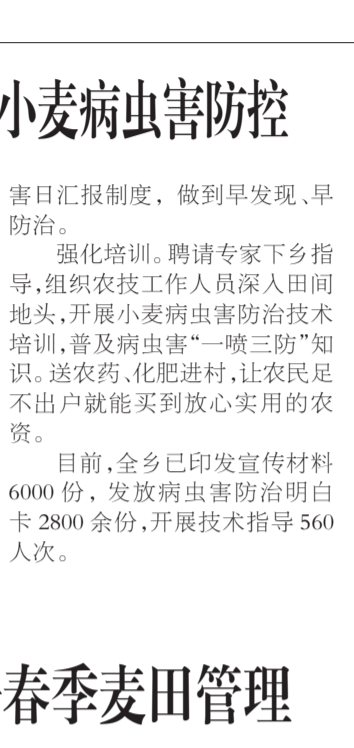 小麦病虫害防控
害日汇报制度，做到早发现、早
防治。
强化培训。聘请专家下乡指
导,组织农技工作人员深入田间
地头,开展小麦病虫害防治技术
培训,普及病虫害“一喷三防”知
识。送农药、化肥进村,让农民足
不出户就能买到放心实用的农
资。
目前,全乡已印发宣传材料
6000 份，发放病虫害防治明白
卡 2800 余份,开展技术指导 560
人次。
春季麦田管理